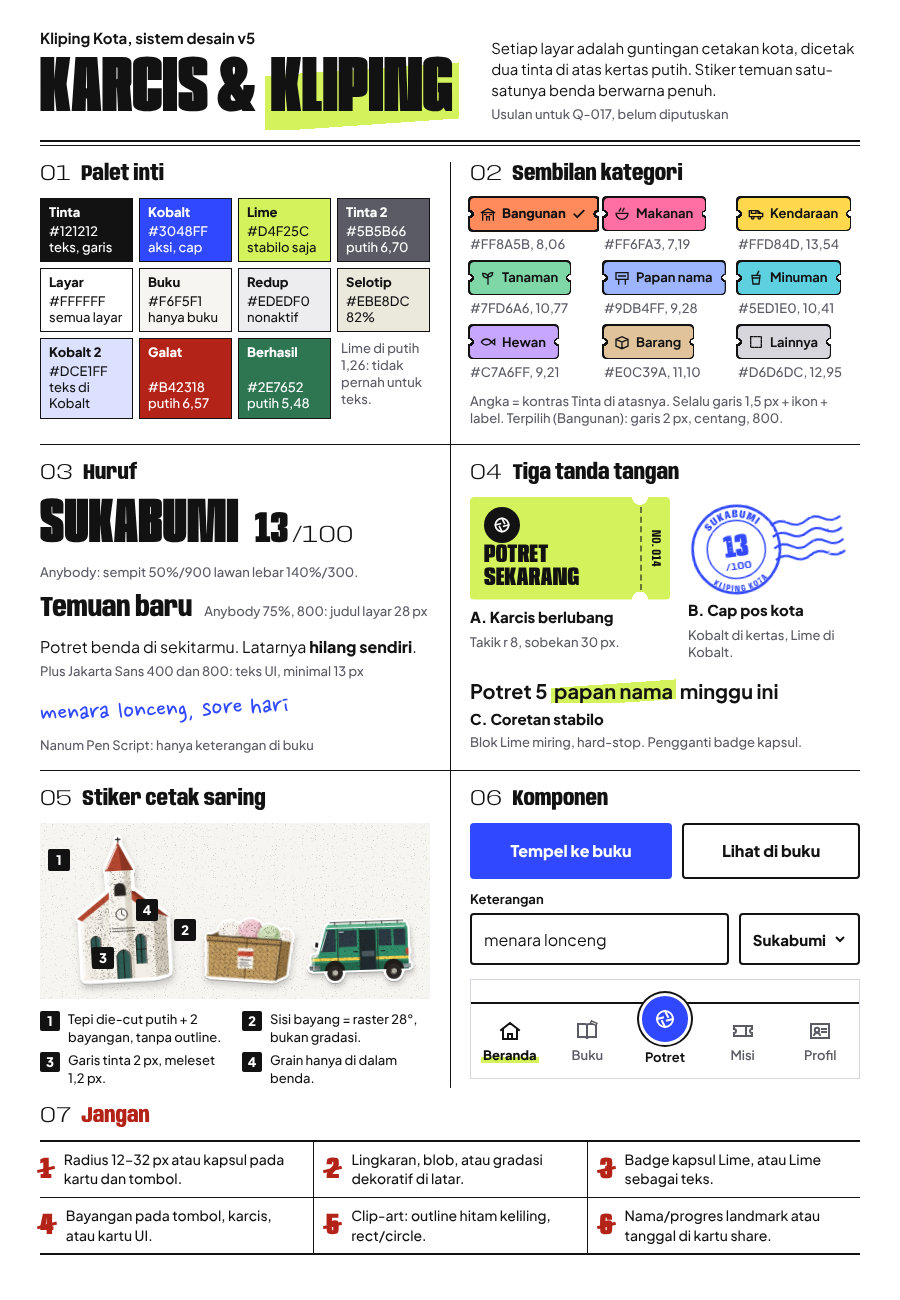 Kliping Kota, sistem desain v5
KARCIS & KLIPING
Setiap layar adalah guntingan cetakan kota, dicetak
dua tinta di atas kertas putih. Stiker temuan satu-
satunya benda berwarna penuh.
Usulan untuk Q-017, belum diputuskan
01 Palet inti
Tinta
#121212
teks, garis
Kobalt
#3048FF
aksi, cap
Lime
#D4F25C
stabilo saja
Tinta 2
#5B5B66
putih 6,70
Layar
#FFFFFF
semua layar
Buku
#F6F5F1
hanya buku
Redup
#EDEDF0
nonaktif
Selotip
#EBE8DC
82%
Kobalt 2
#DCE1FF
teks di
Kobalt
Galat
#B42318
putih 6,57
Berhasil
#2E7652
putih 5,48
Lime di putih
1,26: tidak
pernah untuk
teks.
02 Sembilan kategori
Bangunan
#FF8A5B, 8,06
Makanan
#FF6FA3, 7,19
Kendaraan
#FFD84D, 13,54
Tanaman
#7FD6A6, 10,77
Papan nama
#9DB4FF, 9,28
Minuman
#5ED1E0, 10,41
Hewan
#C7A6FF, 9,21
Barang
#E0C39A, 11,10
Lainnya
#D6D6DC, 12,95
Angka = kontras Tinta di atasnya. Selalu garis 1,5 px + ikon +
label. Terpilih (Bangunan): garis 2 px, centang, 800.
03 Huruf
SUKABUMI 13/100
Anybody: sempit 50%/900 lawan lebar 140%/300.
Temuan baru Anybody 75%, 800: judul layar 28 px
Potret benda di sekitarmu. Latarnya hilang sendiri.
Plus Jakarta Sans 400 dan 800: teks UI, minimal 13 px
menara lonceng, sore hari
Nanum Pen Script: hanya keterangan di buku
04 Tiga tanda tangan
POTRET
SEKARANG
NO. 014
A. Karcis berlubang
Takik r 8, sobekan 30 px.
SUKABUMI
13
/100
KLIPING KOTA
B. Cap pos kota
Kobalt di kertas, Lime di
Kobalt.
Potret 5 papan nama minggu ini
C. Coretan stabilo
Blok Lime miring, hard-stop. Pengganti badge kapsul.
05 Stiker cetak saring
1
4
2
3
1 Tepi die-cut putih + 2
bayangan, tanpa outline.
2 Sisi bayang = raster 28°,
bukan gradasi.
3 Garis tinta 2 px, meleset
1,2 px.
4 Grain hanya di dalam
benda.
06 Komponen
Tempel ke buku
Lihat di buku
Keterangan
menara lonceng
Sukabumi
Beranda
Buku
Potret
Misi
Profil
07 Jangan
1 Radius 12–32 px atau kapsul pada
kartu dan tombol.
2 Lingkaran, blob, atau gradasi
dekoratif di latar.
3 Badge kapsul Lime, atau Lime
sebagai teks.
4 Bayangan pada tombol, karcis,
atau kartu UI.
5 Clip-art: outline hitam keliling,
rect/circle.
6 Nama/progres landmark atau
tanggal di kartu share.